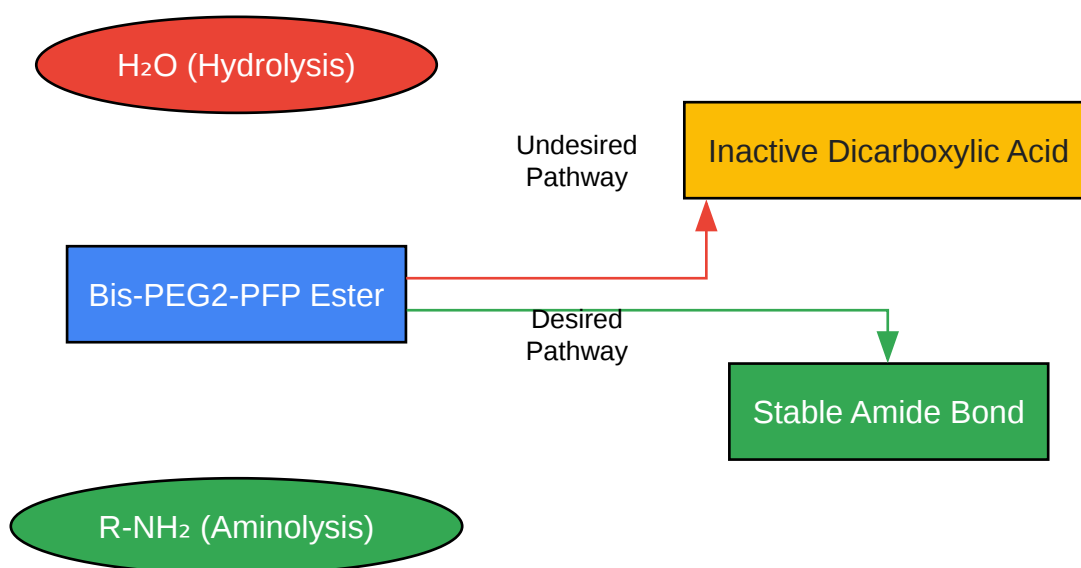 H₂O (Hydrolysis)
Undesired
Pathway
Inactive Dicarboxylic Acid
Bis-PEG2-PFP Ester
Desired
Pathway
Stable Amide Bond
R-NH₂ (Aminolysis)